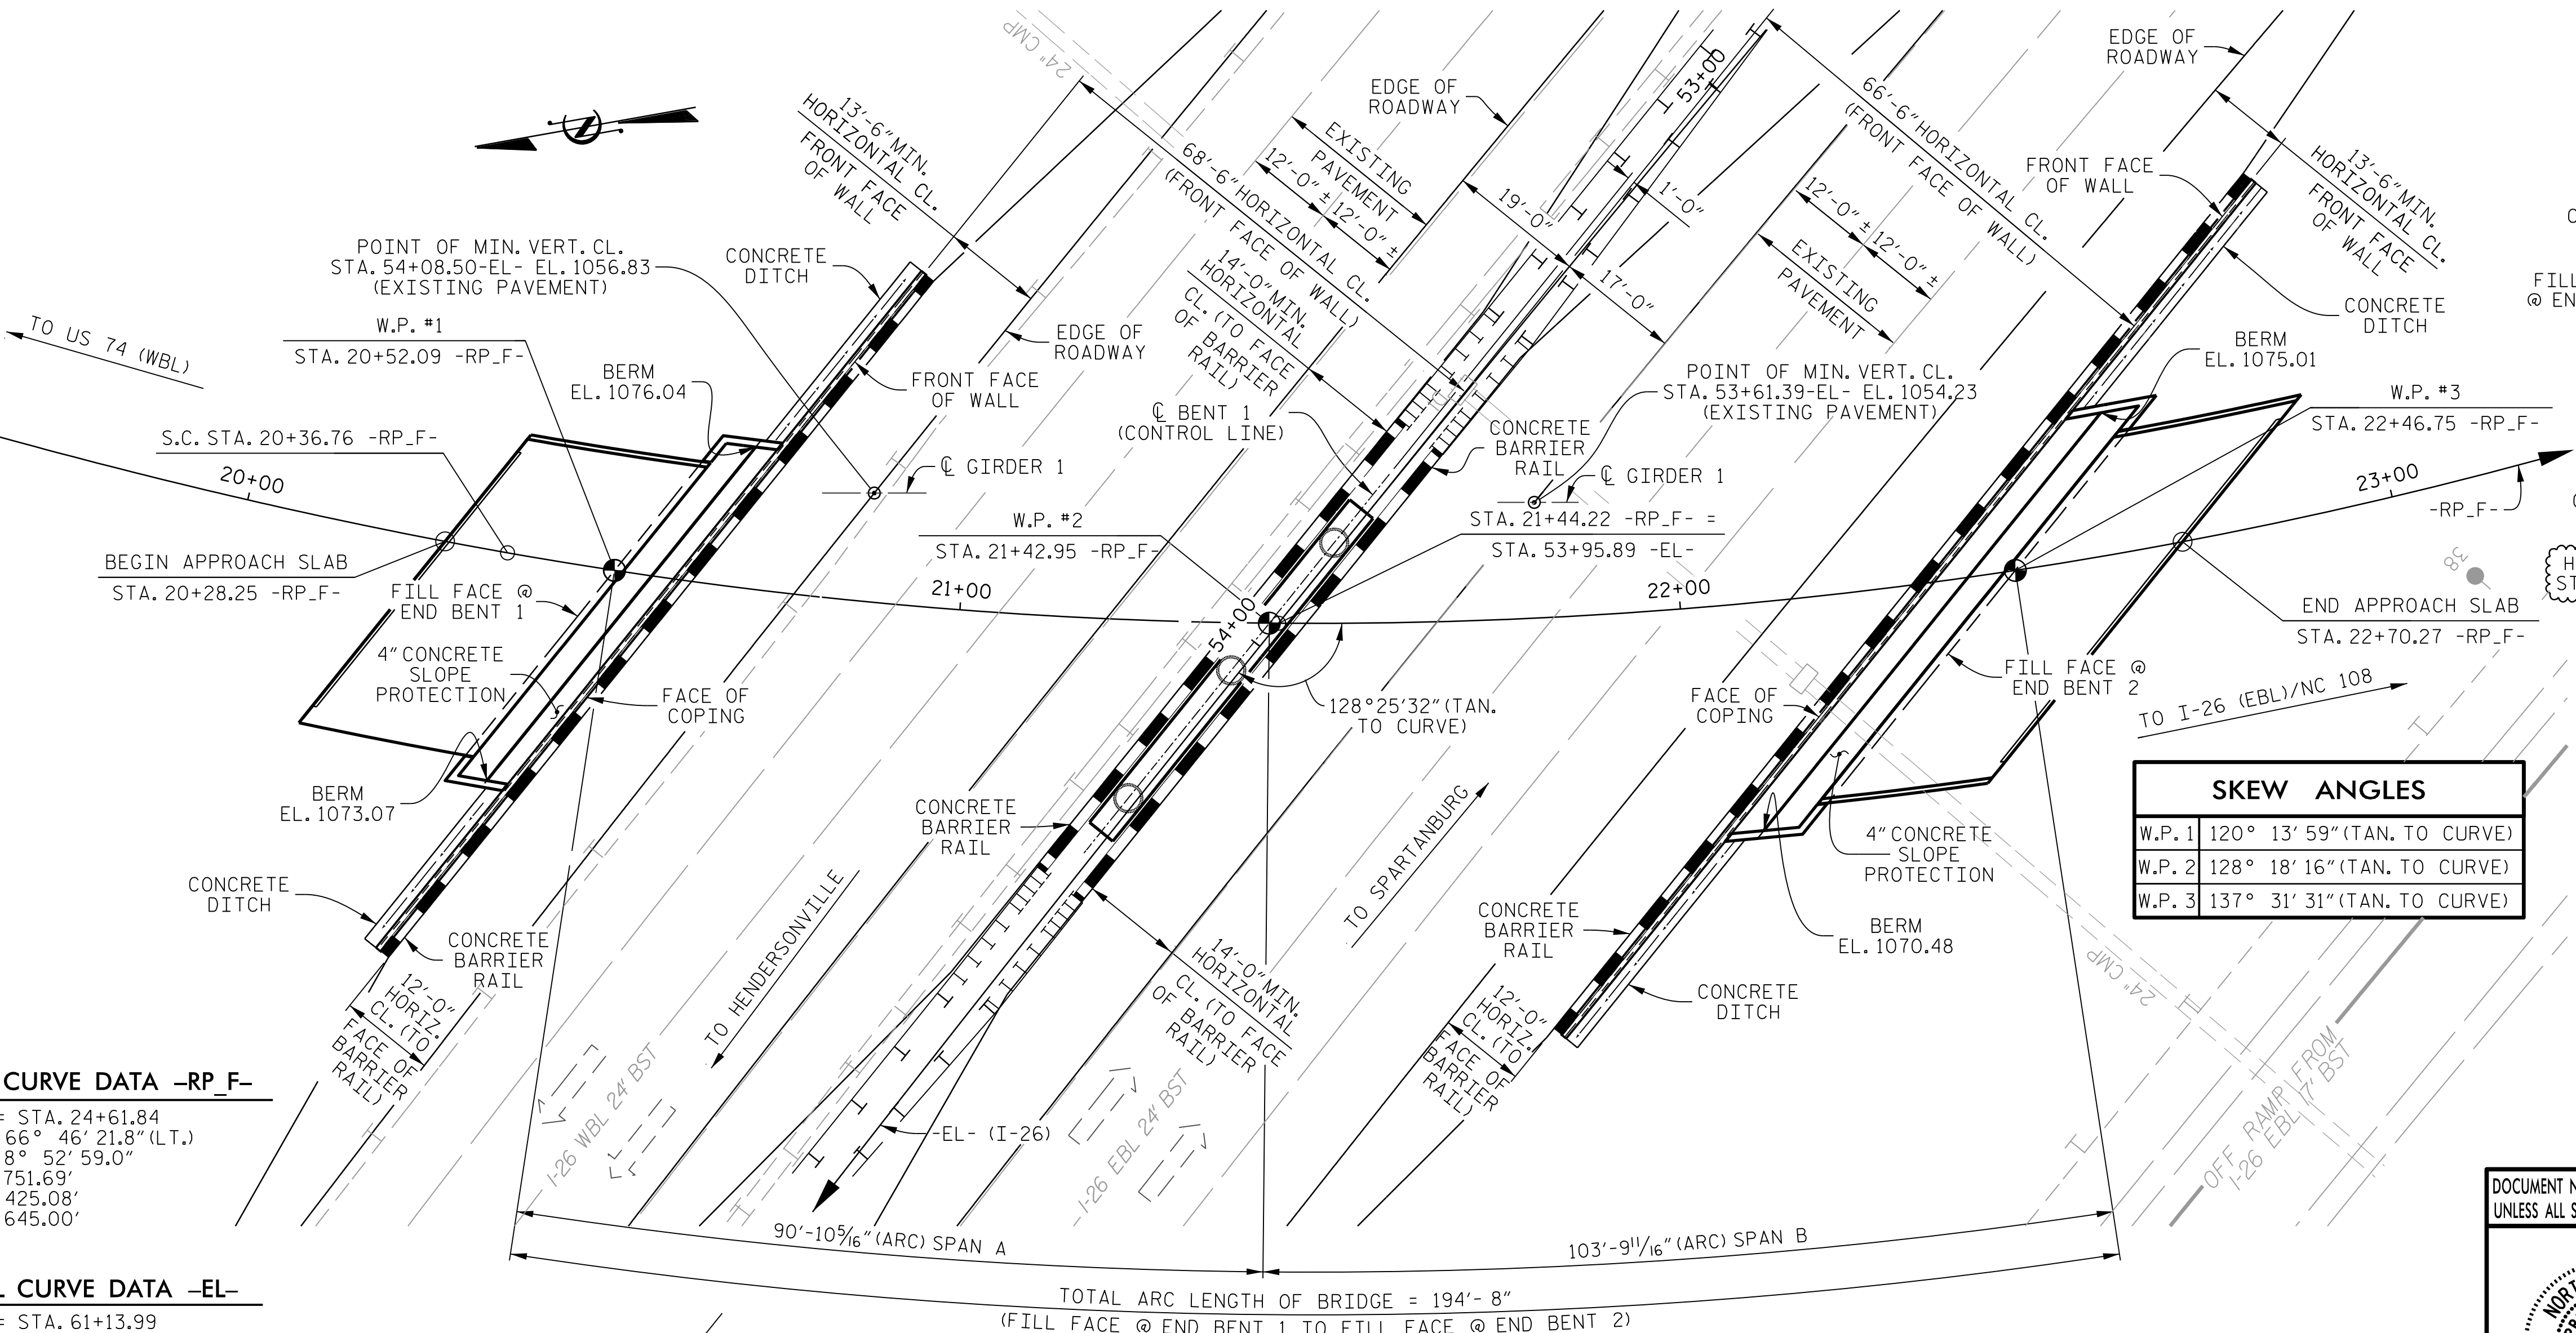 24" CMP
13'-6" MIN.
HORIZONTAL CL.
FRONT FACE
OF WALL
68'-6" HORIZONTAL CL.
(FRONT FACE OF WALL)
EXISTING
PAVEMENT
12'-0" ± 12'-0" ±
EDGE OF
ROADWAY
53+00
19'-0"
1'-0"
17'-0"
66'-6" HORIZONTAL CL.
(FRONT FACE OF WALL)
12'-0" ± 12'-0" ±
EXISTING
PAVEMENT
EDGE OF
ROADWAY
FRONT FACE
OF WALL
13'-6" MIN.
HORIZONTAL CL.
FRONT FACE
OF WALL
CONCRETE
DITCH
POINT OF MIN. VERT. CL.
STA. 54+08.50-EL- EL. 1056.83
(EXISTING PAVEMENT)
CONCRETE
DITCH
14'-0" MIN.
HORIZONTAL
CL. (TO FACE
OF BARRIER
RAIL)
FILL
@ EN
TO US 74 (WBL)
W.P. #1
STA. 20+52.09 -RP_F-
BERM
EL. 1076.04
EDGE OF
ROADWAY
FRONT FACE
OF WALL
POINT OF MIN. VERT. CL.
STA. 53+61.39-EL- EL. 1054.23
(EXISTING PAVEMENT)
BERM
EL. 1075.01
W.P. #3
STA. 22+46.75 -RP_F-
S.C. STA. 20+36.76 -RP_F-
20+00
℄ BENT 1
(CONTROL LINE)
CONCRETE
BARRIER
RAIL
℄ GIRDER 1
℄ GIRDER 1
23+00
-RP_F-
W.P. #2
STA. 21+42.95 -RP_F-
STA. 21+44.22 -RP_F- =
STA. 53+95.89 -EL-
BEGIN APPROACH SLAB
STA. 20+28.25 -RP_F-
FILL FACE @
END BENT 1
21+00
54+00
22+00
38
H
ST
END APPROACH SLAB
STA. 22+70.27 -RP_F-
4" CONCRETE
SLOPE
PROTECTION
FACE OF
COPING
128°25'32" (TAN.
TO CURVE)
FACE OF
COPING
FILL FACE @
END BENT 2
TO I-26 (EBL)/NC 108
BERM
EL. 1073.07
CONCRETE
BARRIER
RAIL
TO SPARTANBURG
4" CONCRETE
SLOPE
PROTECTION
SKEW ANGLES
W.P. 1 120° 13' 59" (TAN. TO CURVE)
W.P. 2 128° 18' 16" (TAN. TO CURVE)
W.P. 3 137° 31' 31" (TAN. TO CURVE)
CONCRETE
DITCH
CONCRETE
BARRIER
RAIL
TO HENDERSONVILLE
CONCRETE
BARRIER
RAIL
BERM
EL. 1070.48
12'-0"
HORIZ.
CL. (TO
FACE OF
BARRIER
RAIL)
14'-0" MIN.
HORIZONTAL
CL. (TO FACE
OF BARRIER
RAIL)
12'-0"
HORIZ.
CL. (TO
FACE OF
BARRIER
RAIL)
CONCRETE
DITCH
24" CMP
I-26 WBL 24' BST
-EL- (I-26)
I-26 EBL 24' BST
OFF RAMP FROM
I-26 EBL 17' BST
CURVE DATA -RP_F-
= STA. 24+61.84
66° 46' 21.8" (LT.)
8° 52' 59.0"
751.69'
425.08'
645.00'
90'-10 5/16" (ARC) SPAN A
103'-9 11/16" (ARC) SPAN B
TOTAL ARC LENGTH OF BRIDGE = 194'- 8"
(FILL FACE @ END BENT 1 TO FILL FACE @ END BENT 2)
L CURVE DATA -EL-
= STA. 61+13.99
DOCUMENT N
UNLESS ALL S
NORT